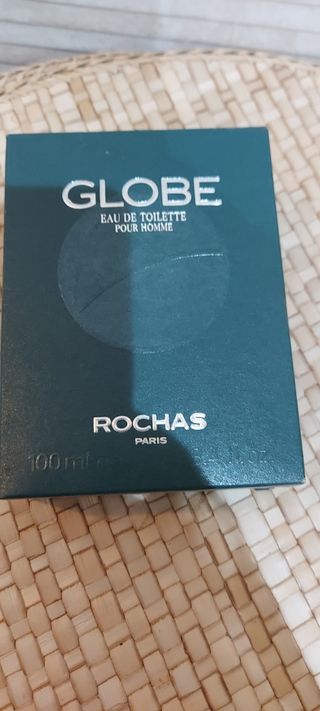 GLOBE
EAU DE TOILETTE
POUR HOMME
ROCHAS
PARIS
100 ml